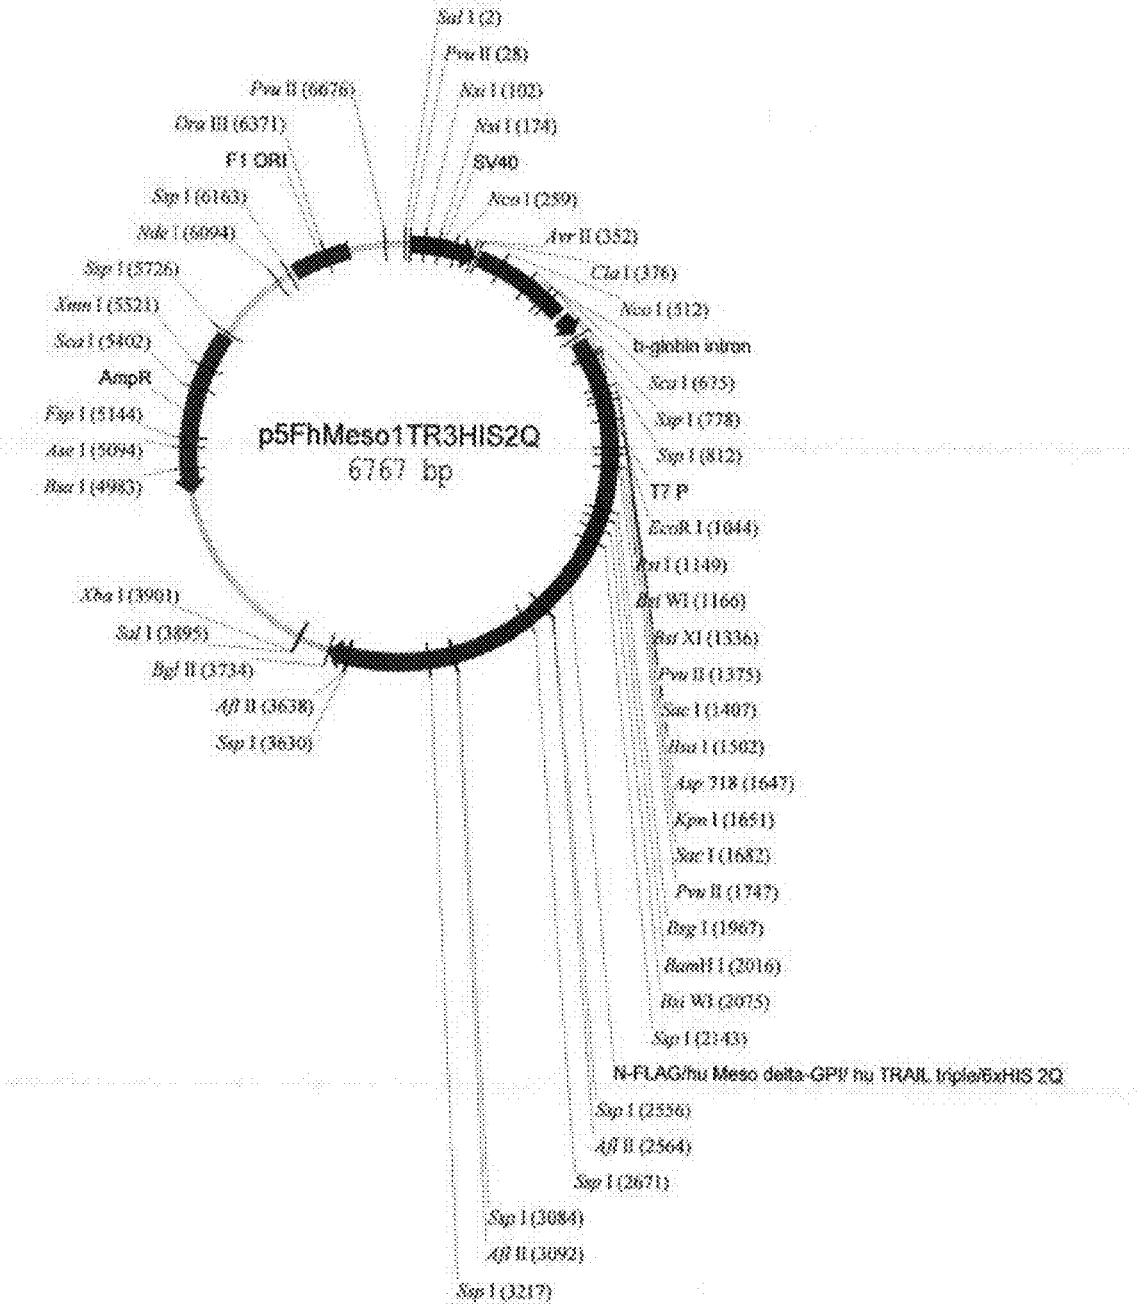 Sal I (2)
Pvu II (28)
Pvu II (6676)
Nsi I (102)
Dra III (6371)
Nsi I (174)
F1 ORI
SV40
Ssp I (6163)
Nco I (259)
Nde I (6094)
Avr II (352)
Ssp I (5726)
Cla I (376)
Xmn I (5521)
Nco I (512)
Sca I (5402)
b-globin intron
AmpR
Sca I (675)
Fsp I (5144)
Ssp I (778)
p5FhMeso1TR3HIS2Q
Ase I (5094)
Ssp I (812)
6767 bp
Bsa I (4983)
T7 P
EcoR I (1044)
Pst I (1149)
Xba I (3901)
Bsi WI (1166)
Sal I (3895)
Bst XI (1336)
Bgl II (3734)
Pvu II (1375)
Afl II (3638)
Sac I (1407)
Ssp I (3630)
Bsa I (1502)
Asp 718 (1647)
Kpn I (1651)
Sac I (1682)
Pvu II (1747)
Bsg I (1967)
BamH I (2016)
Bsi WI (2075)
Ssp I (2143)
N-FLAG/hu Meso delta-GPI/ hu TRAIL triple/6xHIS 2Q
Ssp I (2556)
Afl II (2564)
Ssp I (2671)
Ssp I (3084)
Afl II (3092)
Ssp I (3217)